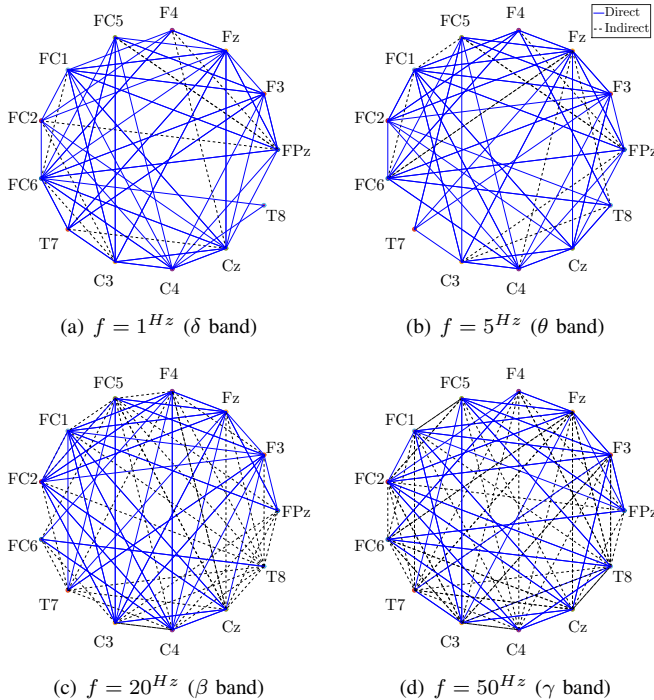 F4
FC5
Fz
FC1
F3
FC2
FPz
FC6
T8
T7
Cz
C3
C4
(a) f = 1^Hz (δ band)
Direct
Indirect
F4
FC5
Fz
FC1
F3
FC2
FPz
FC6
T8
T7
Cz
C3
C4
(b) f = 5^Hz (θ band)
F4
FC5
Fz
FC1
F3
FC2
FPz
FC6
T8
T7
Cz
C3
C4
(c) f = 20^Hz (β band)
F4
FC5
Fz
FC1
F3
FC2
FPz
FC6
T8
T7
Cz
C3
C4
(d) f = 50^Hz (γ band)